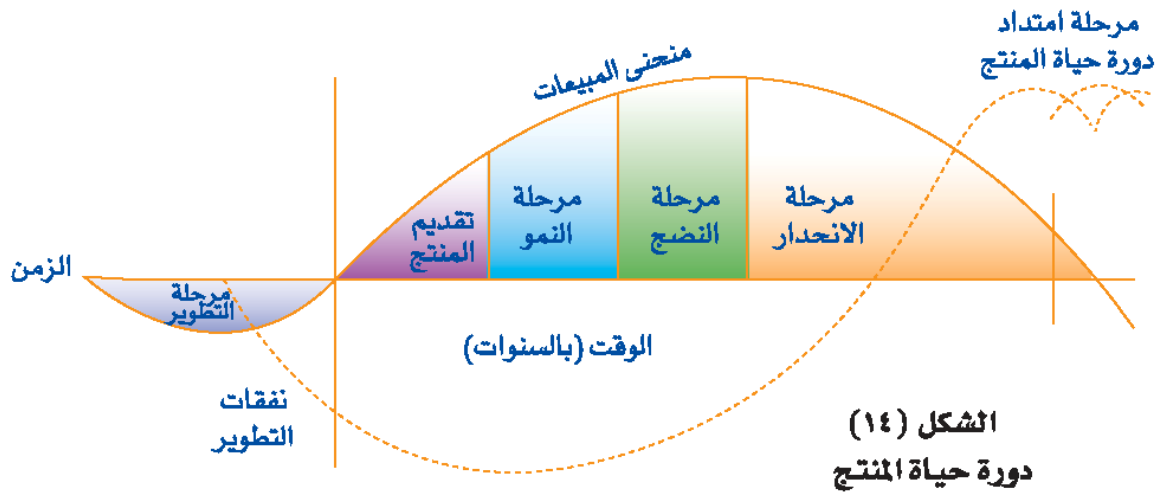 مرحلة امتداد
دورة حياة المنتج
منحنى المبيعات
تقديم
المنتج
مرحلة
النمو
مرحلة
النضج
مرحلة
الانحدار
الزمن
مرحلة
التطوير
الوقت (بالسنوات)
نفقات
التطوير
الشكل (١٤)
دورة حياة المنتج